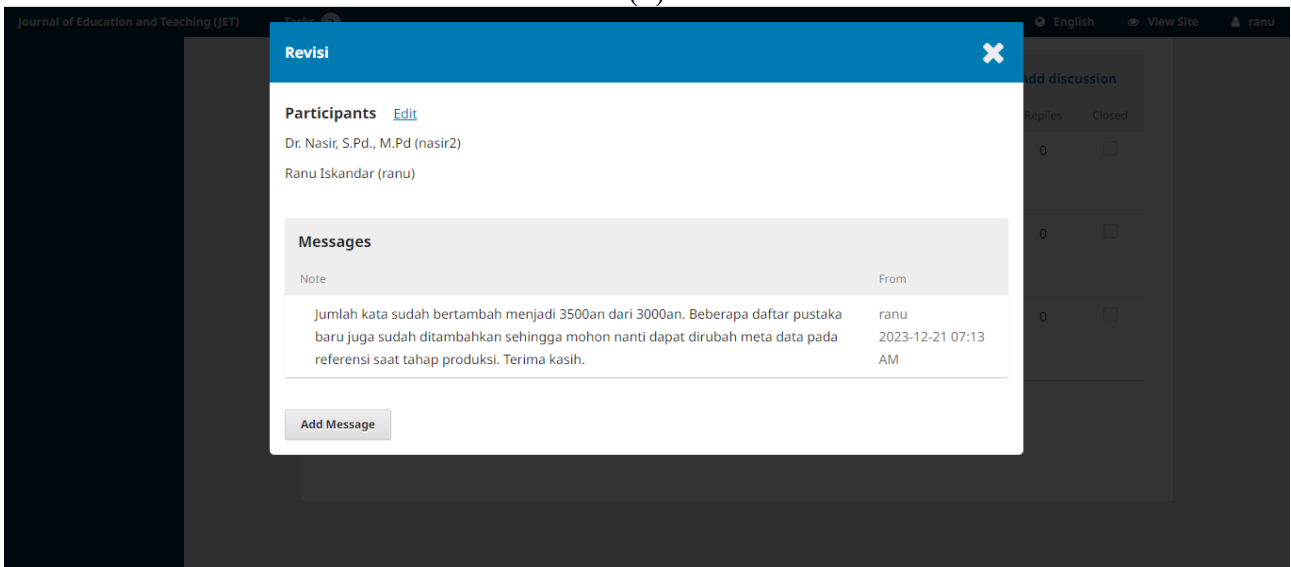 Journal of Education and Teaching (JET)
Tasks
English
View Site
ranu
Revisi
Add discussion
Participants Edit
Replies
Closed
Dr. Nasir, S.Pd., M.Pd (nasir2)
0
Ranu Iskandar (ranu)
Messages
0
Note
From
Jumlah kata sudah bertambah menjadi 3500an dari 3000an. Beberapa daftar pustaka
baru juga sudah ditambahkan sehingga mohon nanti dapat dirubah meta data pada
referensi saat tahap produksi. Terima kasih.
ranu
2023-12-21 07:13
AM
0
Add Message